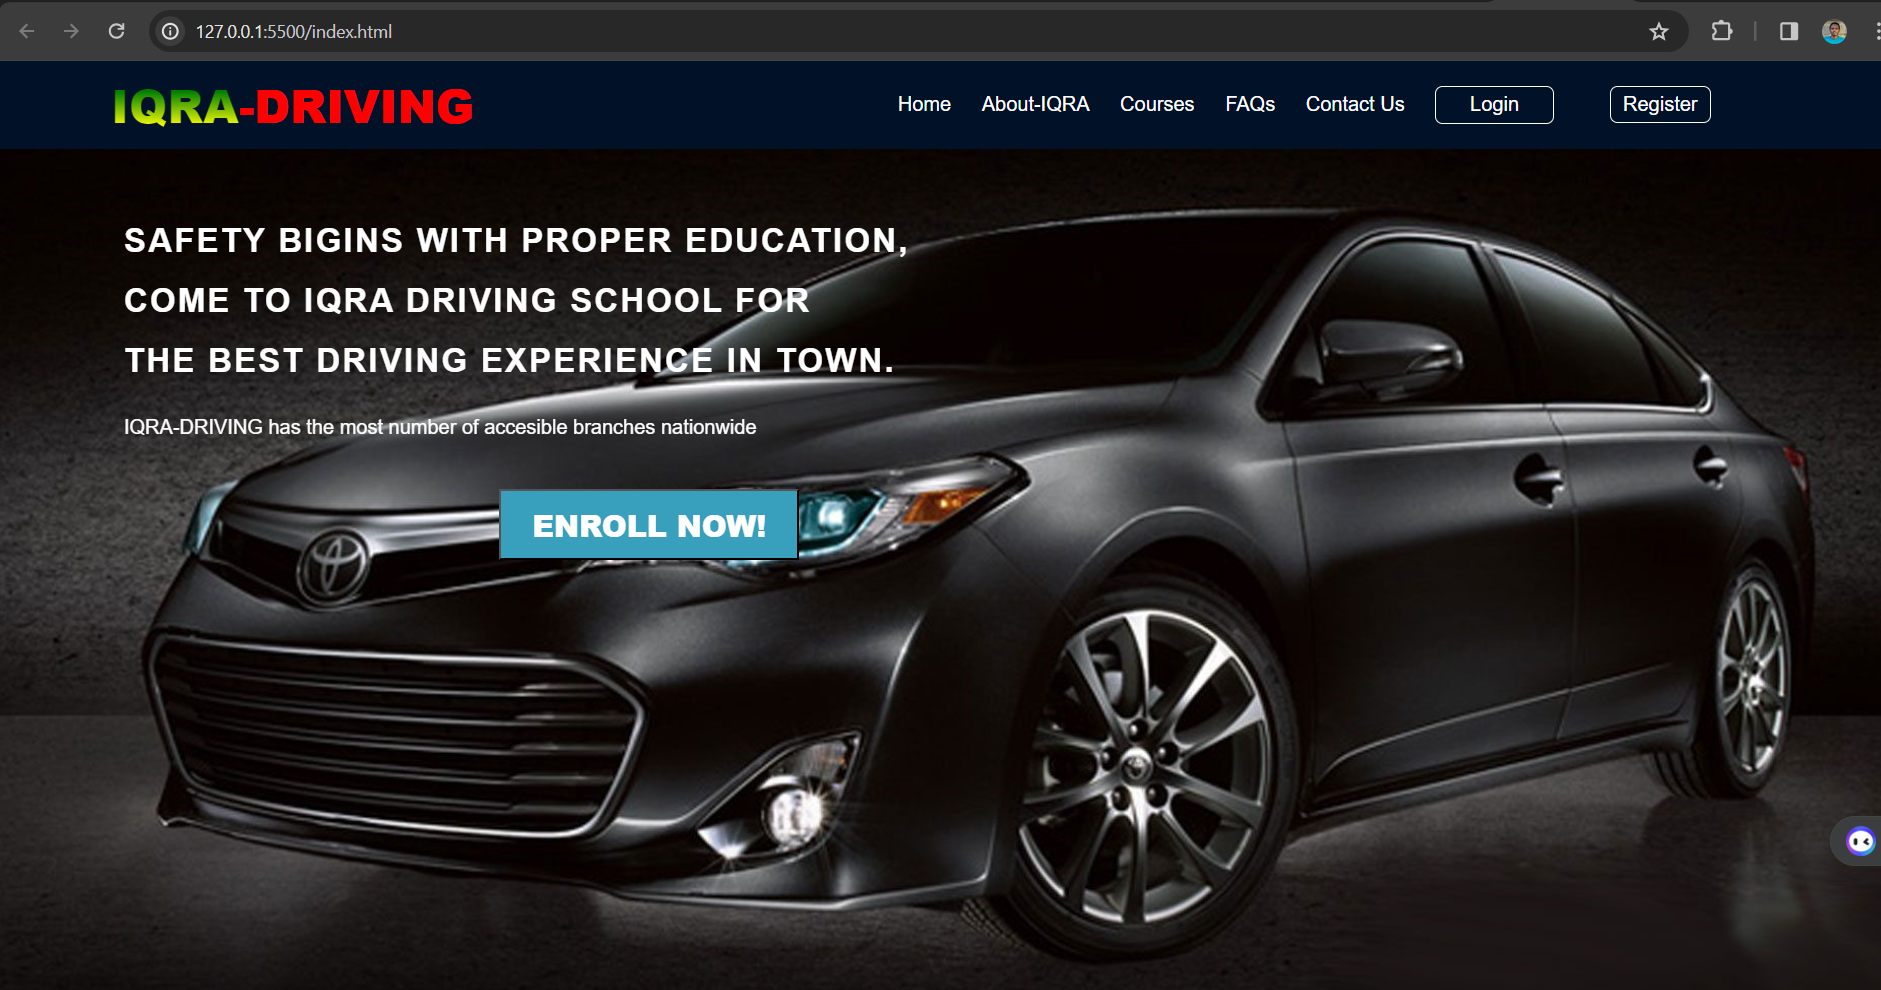 127.0.0.1:5500/index.html
IQRA-DRIVING
Home About-IQRA Courses FAQs Contact Us Login Register
SAFETY BIGINS WITH PROPER EDUCATION,
COME TO IQRA DRIVING SCHOOL FOR
THE BEST DRIVING EXPERIENCE IN TOWN.
IQRA-DRIVING has the most number of accesible branches nationwide
ENROLL NOW!